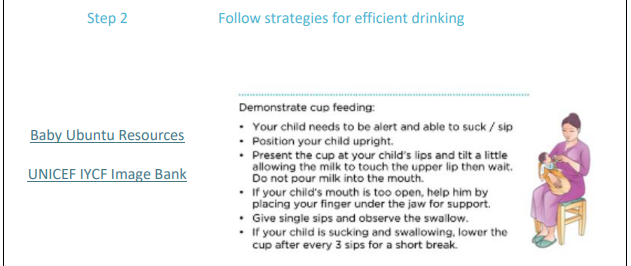 Step 2
Follow strategies for efficient drinking
Baby Ubuntu Resources
UNICEF IYCF Image Bank
Demonstrate cup feeding:
• Your child needs to be alert and able to suck / sip
• Position your child upright.
• Present the cup at your child's lips and tilt a little
allowing the milk to touch the upper lip then wait.
Do not pour milk into the mouth.
• If your child's mouth is too open, help him by
placing your finger under the jaw for support.
• Give single sips and observe the swallow.
• If your child is sucking and swallowing, lower the
cup after every 3 sips for a short break.